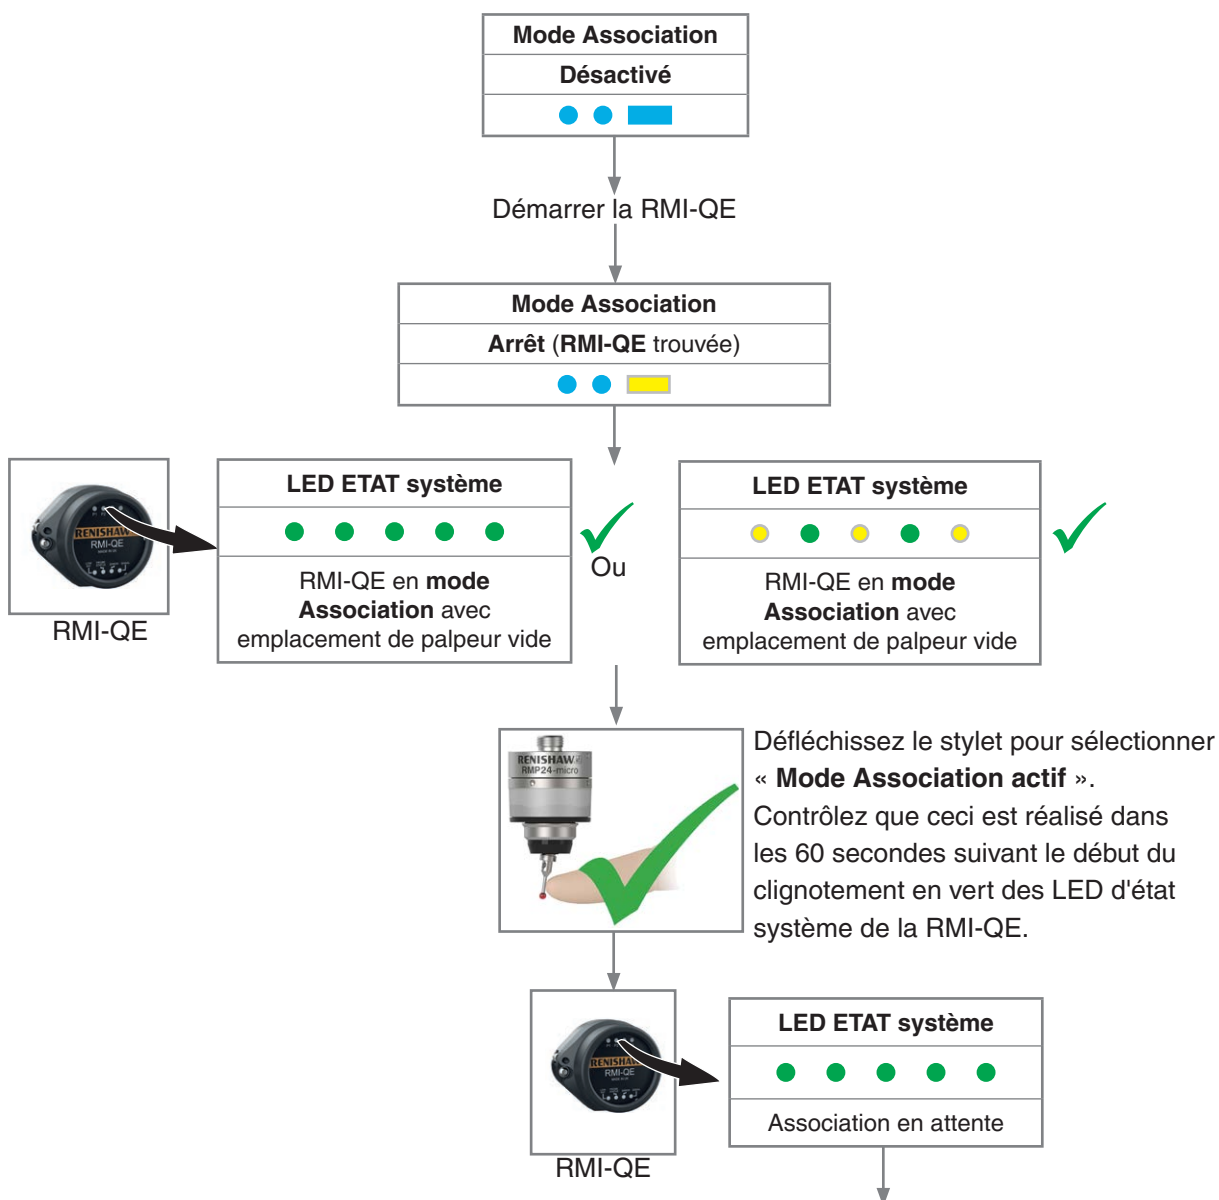 Mode Association
Désactivé
Démarrer la RMI-QE
Mode Association
Arrêt (RMI-QE trouvée)
RENISHAW
RMI-QE
RMI-QE
LED ETAT système
RMI-QE en mode
Association avec
emplacement de palpeur vide
Ou
LED ETAT système
RMI-QE en mode
Association avec
emplacement de palpeur vide
RENISHAW
RMP24-micro
Défléchissez le stylet pour sélectionner
« Mode Association actif ».
Contrôlez que ceci est réalisé dans
les 60 secondes suivant le début du
clignotement en vert des LED d'état
système de la RMI-QE.
RENISHAW
RMI-QE
RMI-QE
LED ETAT système
Association en attente